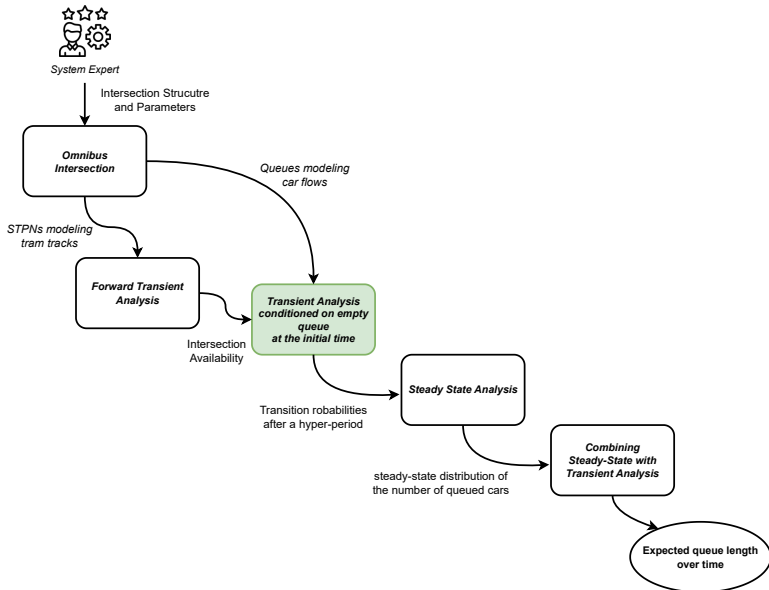 System Expert
Intersection Strucutre
and Parameters
Omnibus
Intersection
Queues modeling
car flows
STPNs modeling
tram tracks
Forward Transient
Analysis
Transient Analysis
conditioned on empty
queue
at the initial time
Intersection
Availability
Steady State Analysis
Transition robabilities
after a hyper-period
Combining
Steady-State with
Transient Analysis
steady-state distribution of
the number of queued cars
Expected queue length
over time